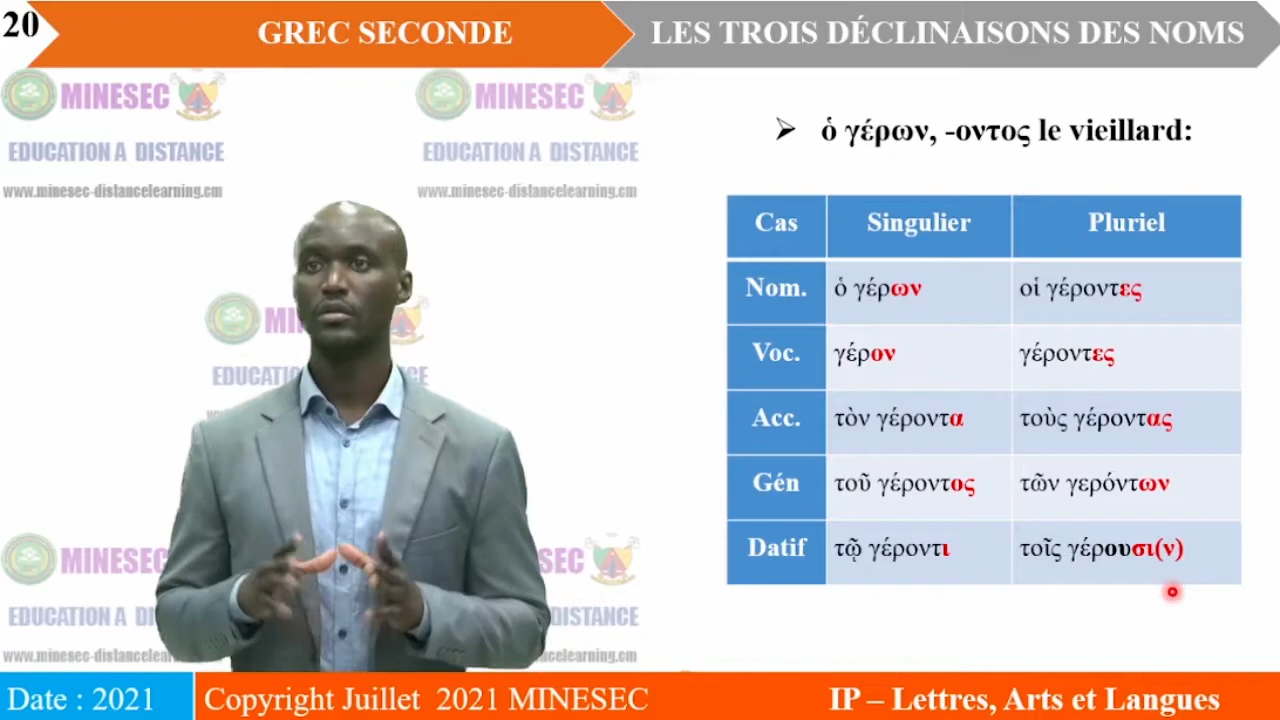 20
GREC SECONDE
LES TROIS DÉCLINAISONS DES NOMS
MINESEC
EDUCATION A DISTANCE
www.minesec-distancelearning.cm
MINESEC
EDUCATION A DISTANCE
www.minesec-distancelearning.cm
➢ ὁ γέρων, -οντος le vieillard:
Cas Singulier Pluriel
Nom. ὁ γέρων οἱ γέροντες
Voc. γέρον γέροντες
Acc. τὸν γέροντα τοὺς γέροντας
Gén τοῦ γέροντος τῶν γερόντων
Datif τῷ γέροντι τοῖς γέρουσι(ν)
MINESEC
www.minesec-distancelearning.cm
Date : 2021
Copyright Juillet 2021 MINESEC
IP – Lettres, Arts et Langues